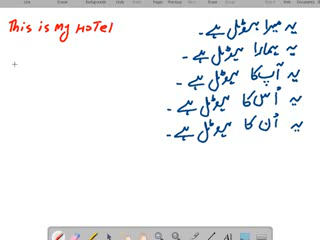 This is my HoTel
یہ میرا ہوٹل ہے۔
یہ ہمارا ہوٹل ہے۔
یہ آپکا ہوٹل ہے۔
یہ اُسکا ہوٹل ہے۔
یہ اُن کا ہوٹل ہے۔